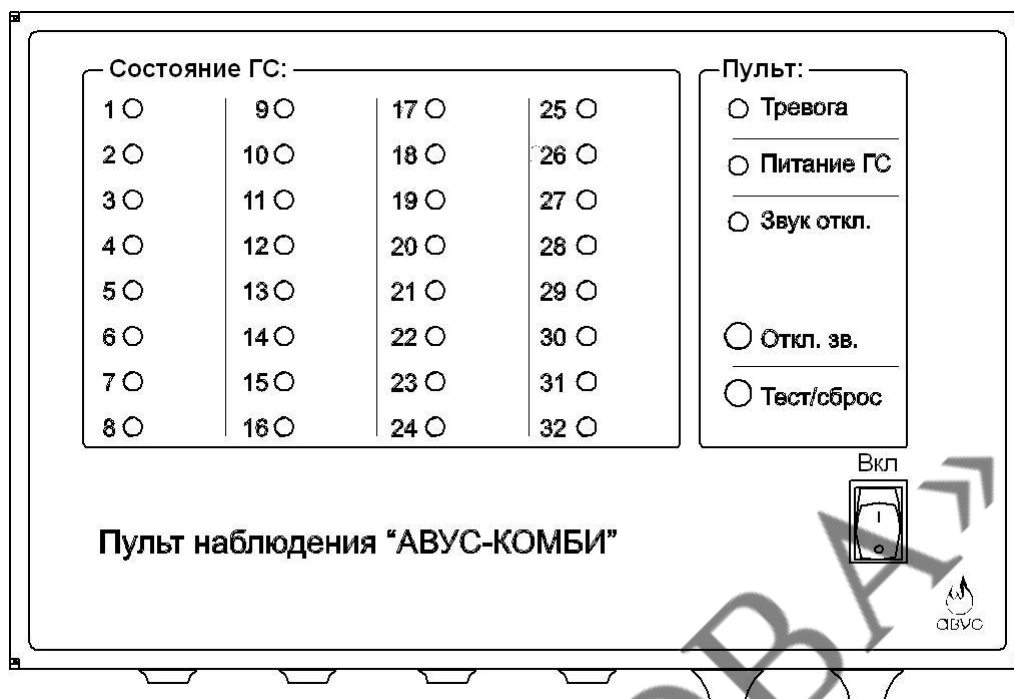 Состояние ГС:
1 9 17 25
2 10 18 26
3 11 19 27
4 12 20 28
5 13 21 29
6 14 22 30
7 15 23 31
8 16 24 32
Пульт:
Тревога
Питание ГС
Звук откл.
Откл. зв.
Тест/сброс
Вкл
Пульт наблюдения “АВУС-КОМБИ”
авус
ОВА»